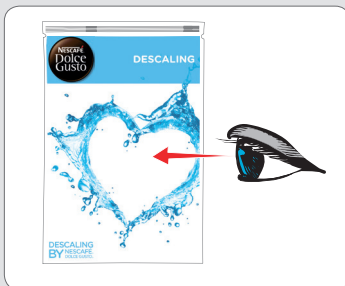 NESCAFÉ
Dolce
Gusto
DESCALING
DESCALING
BY NESCAFÉ
DOLCE GUSTO